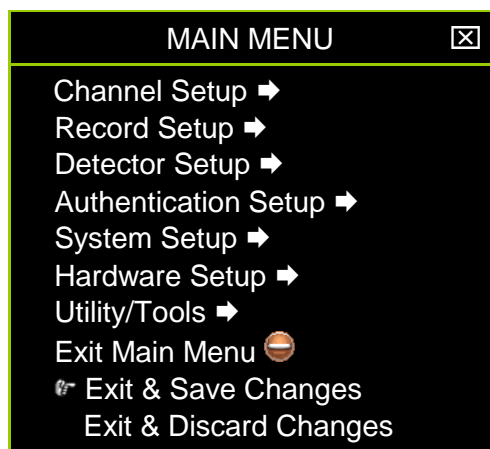 MAIN MENU
Channel Setup ➡
Record Setup ➡
Detector Setup ➡
Authentication Setup ➡
System Setup ➡
Hardware Setup ➡
Utility/Tools ➡
Exit Main Menu
Exit & Save Changes
Exit & Discard Changes